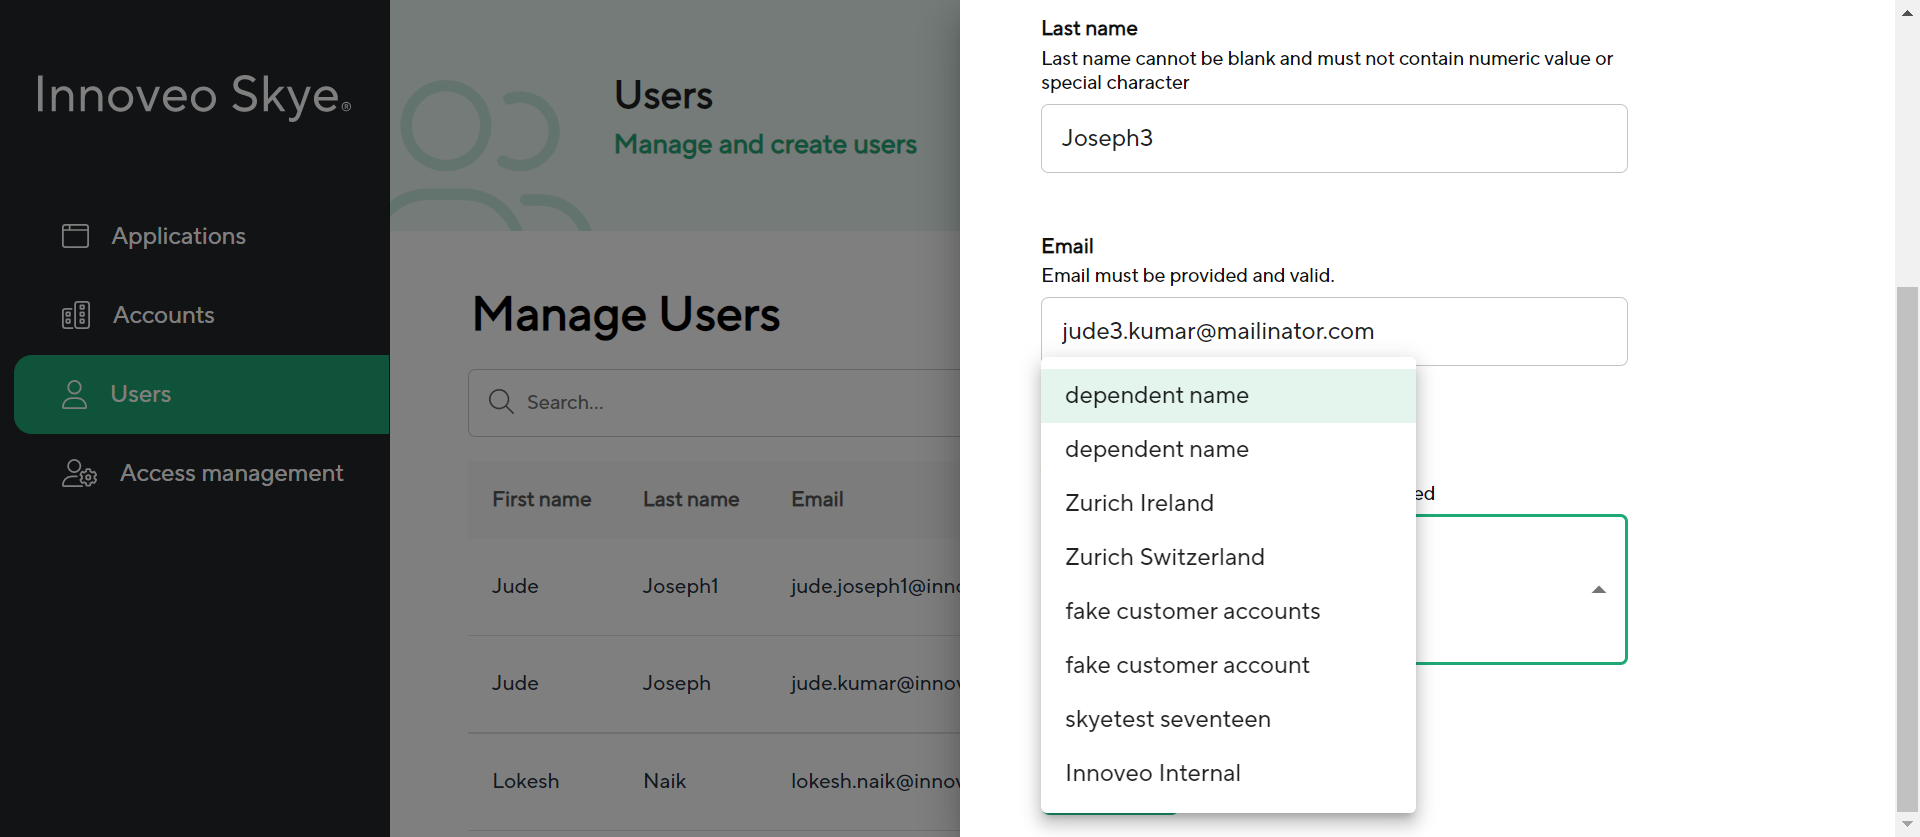 Innoveo Skye®
Applications
Accounts
Users
Access management
Users
Manage and create users
Manage Users
Search...
First name Last name Email
Jude Joseph1 jude.joseph1@inno
Jude Joseph jude.kumar@innov
Lokesh Naik lokesh.naik@innov
Last name
Last name cannot be blank and must not contain numeric value or
special character
Joseph3
Email
Email must be provided and valid.
jude3.kumar@mailinator.com
ed
dependent name
dependent name
Zurich Ireland
Zurich Switzerland
fake customer accounts
fake customer account
skyetest seventeen
Innoveo Internal